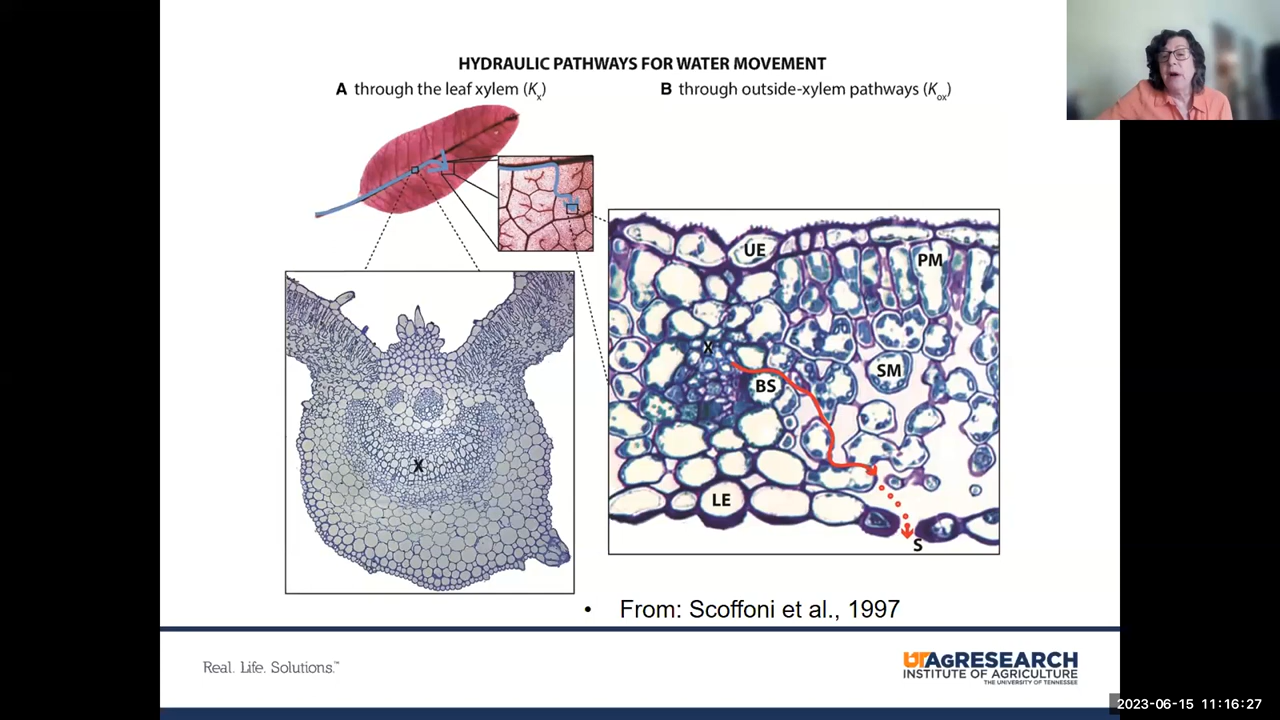 HYDRAULIC PATHWAYS FOR WATER MOVEMENT
A through the leaf xylem (Kx)
B through outside-xylem pathways (Kox)
UE
PM
X
SM
BS
X
LE
S
• From: Scoffoni et al., 1997
Real. Life. Solutions.™
UT AgRESEARCH
INSTITUTE OF AGRICULTURE
THE UNIVERSITY OF TENNESSEE
2023-06-15 11:16:27